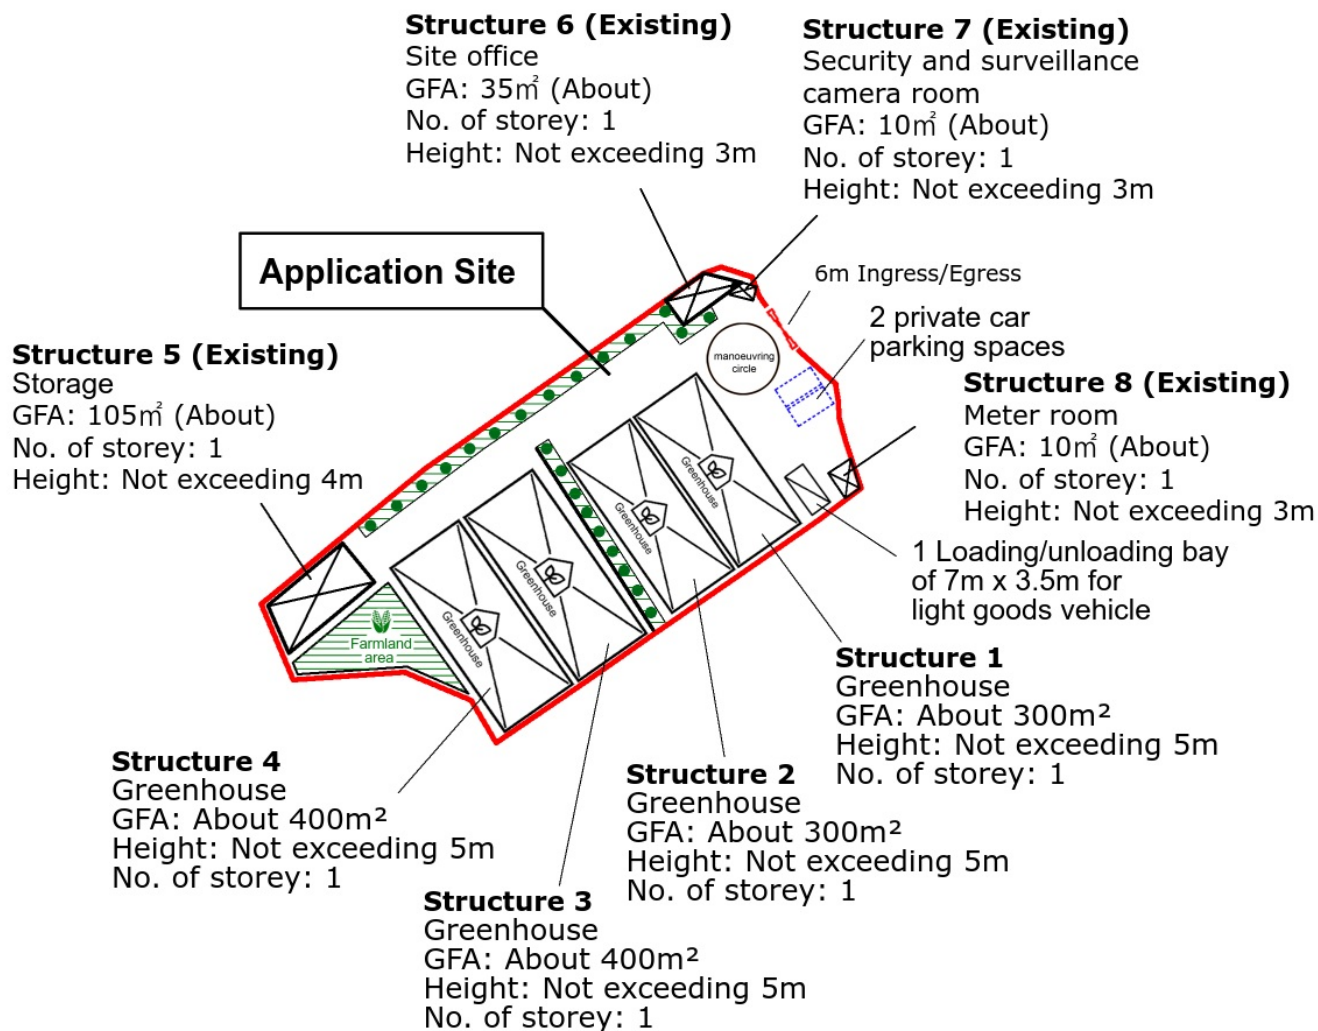 Structure 6 (Existing)
Site office
GFA: 35㎡ (About)
No. of storey: 1
Height: Not exceeding 3m
Structure 7 (Existing)
Security and surveillance
camera room
GFA: 10㎡ (About)
No. of storey: 1
Height: Not exceeding 3m
Application Site
6m Ingress/Egress
2 private car
parking spaces
manoeuvring
circle
Structure 5 (Existing)
Storage
GFA: 105㎡ (About)
No. of storey: 1
Height: Not exceeding 4m
Structure 8 (Existing)
Meter room
GFA: 10㎡ (About)
No. of storey: 1
Height: Not exceeding 3m
Greenhouse
Greenhouse
Greenhouse
Greenhouse
Farmland
area
1 Loading/unloading bay
of 7m x 3.5m for
light goods vehicle
Structure 1
Greenhouse
GFA: About 300m²
Height: Not exceeding 5m
No. of storey: 1
Structure 4
Greenhouse
GFA: About 400m²
Height: Not exceeding 5m
No. of storey: 1
Structure 2
Greenhouse
GFA: About 300m²
Height: Not exceeding 5m
No. of storey: 1
Structure 3
Greenhouse
GFA: About 400m²
Height: Not exceeding 5m
No. of storey: 1